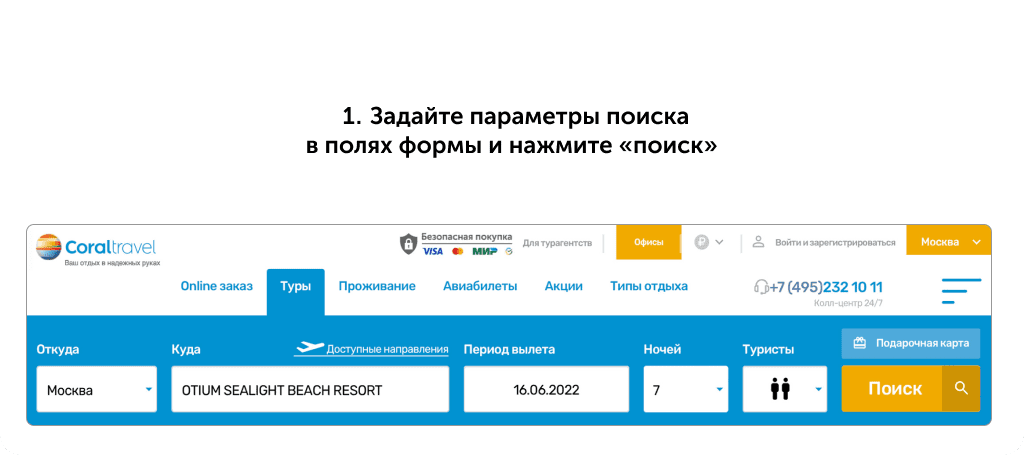 1. Задайте параметры поиска
в полях формы и нажмите «поиск»
Coraltravel
Ваш отдых в надежных руках
Безопасная покупка
VISA МИР
Для турагентств
Офисы
₽
Войти и зарегистрироваться
Москва
Online заказ Туры Проживание Авиабилеты Акции Типы отдыха
+7 (495)232 10 11
Колл-центр 24/7
Подарочная карта
Откуда Куда Доступные направления Период вылета Ночей Туристы
Москва OTIUM SEALIGHT BEACH RESORT 16.06.2022 7 Поиск